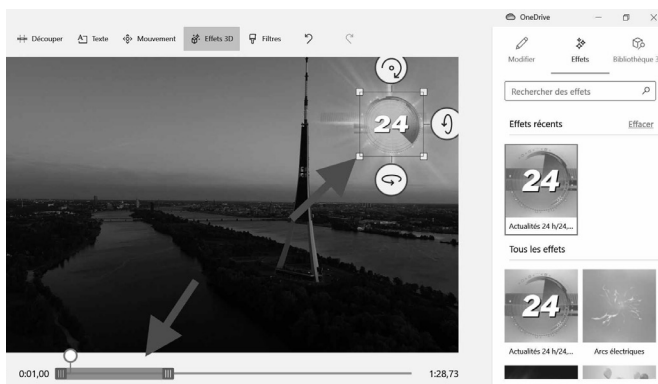 OneDrive
Découper Texte Mouvement Effets 3D Filtres
Modifier Effets Bibliothèque 3
Rechercher des effets
Effets récents Effacer
24
24
Actualités 24 h/24,...
Tous les effets
24
Actualités 24 h/24,... Arcs électriques
0:01,00 1:28,73